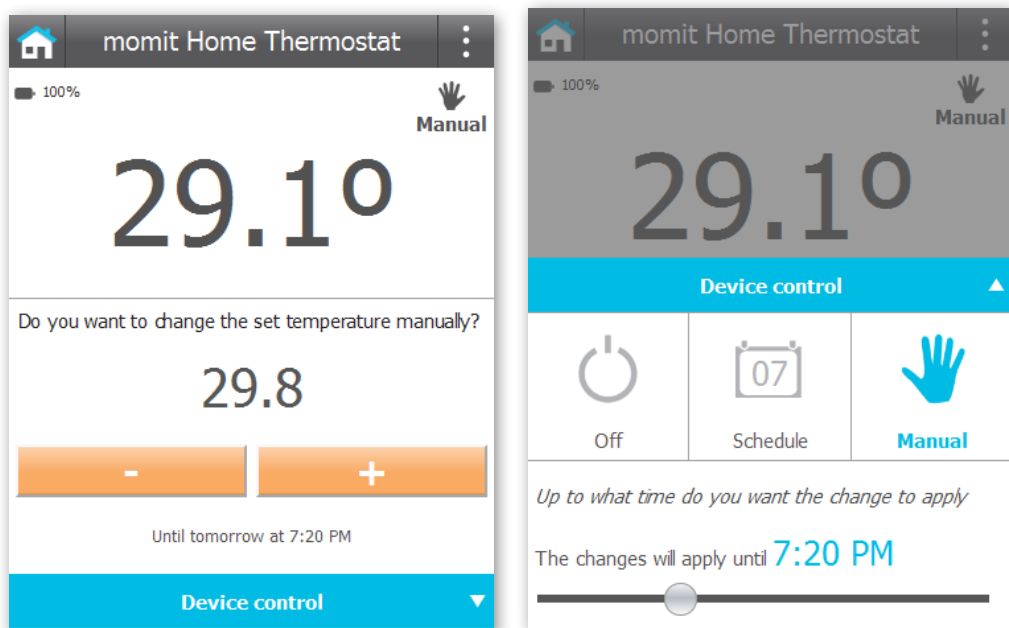 momit Home Thermostat
100%
Manual
29.1º
Do you want to change the set temperature manually?
29.8
- +
Until tomorrow at 7:20 PM
Device control
momit Home Thermostat
100%
Manual
29.1º
Device control
07
Off Schedule Manual
Up to what time do you want the change to apply
The changes will apply until 7:20 PM